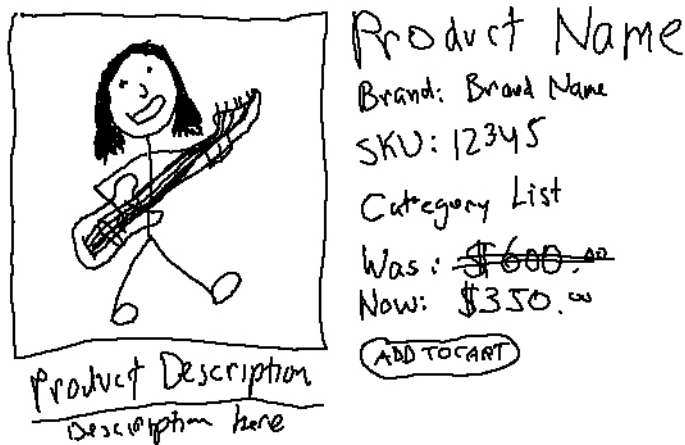 Product Name
Brand: Brand Name
SKU: 12345
Category List
Was: $600.00
Now: $350.00
ADD TO CART
Product Description
Description here